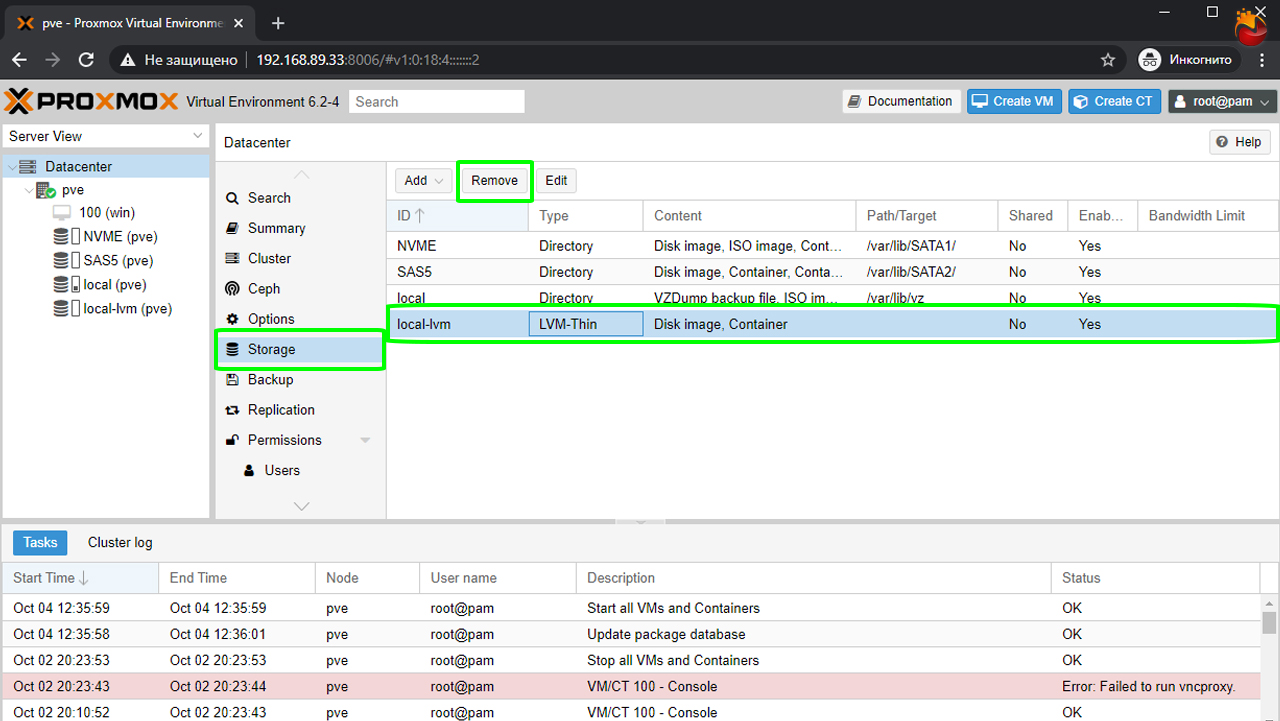 pve - Proxmox Virtual Environme
Не защищено 192.168.89.33:8006/#v1:0:18:4:::::::2 Инкогнито
PROXMOX Virtual Environment 6.2-4 Search Documentation Create VM Create CT root@pam
Server View Datacenter Help
Datacenter
pve
100 (win)
NVME (pve)
SAS5 (pve)
local (pve)
local-lvm (pve)
Search
Summary
Cluster
Ceph
Options
Storage
Backup
Replication
Permissions
Users
Add Remove Edit
ID Type Content Path/Target Shared Enab... Bandwidth Limit
NVME Directory Disk image, ISO image, Cont... /var/lib/SATA1/ No Yes
SAS5 Directory Disk image, Container, Conta... /var/lib/SATA2/ No Yes
local Directory VZDump backup file, ISO im... /var/lib/vz No Yes
local-lvm LVM-Thin Disk image, Container No Yes
Tasks Cluster log
Start Time End Time Node User name Description Status
Oct 04 12:35:59 Oct 04 12:35:59 pve root@pam Start all VMs and Containers OK
Oct 04 12:35:58 Oct 04 12:36:01 pve root@pam Update package database OK
Oct 02 20:23:53 Oct 02 20:23:53 pve root@pam Stop all VMs and Containers OK
Oct 02 20:23:43 Oct 02 20:23:44 pve root@pam VM/CT 100 - Console Error: Failed to run vncproxy.
Oct 02 20:10:52 Oct 02 20:23:43 pve root@pam VM/CT 100 - Console OK